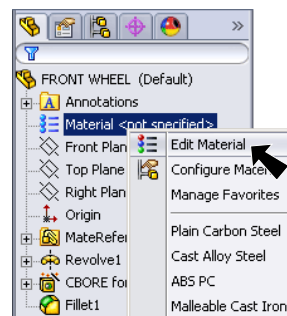 »
FRONT WHEEL (Default)
A Annotations
Material <not specified>
Front Plan
Top Plane
Right Plan
Origin
MateRefer
Revolve1
CBORE for
Fillet1
Edit Material
Configure Mater
Manage Favorites
Plain Carbon Steel
Cast Alloy Steel
ABS PC
Malleable Cast Iron